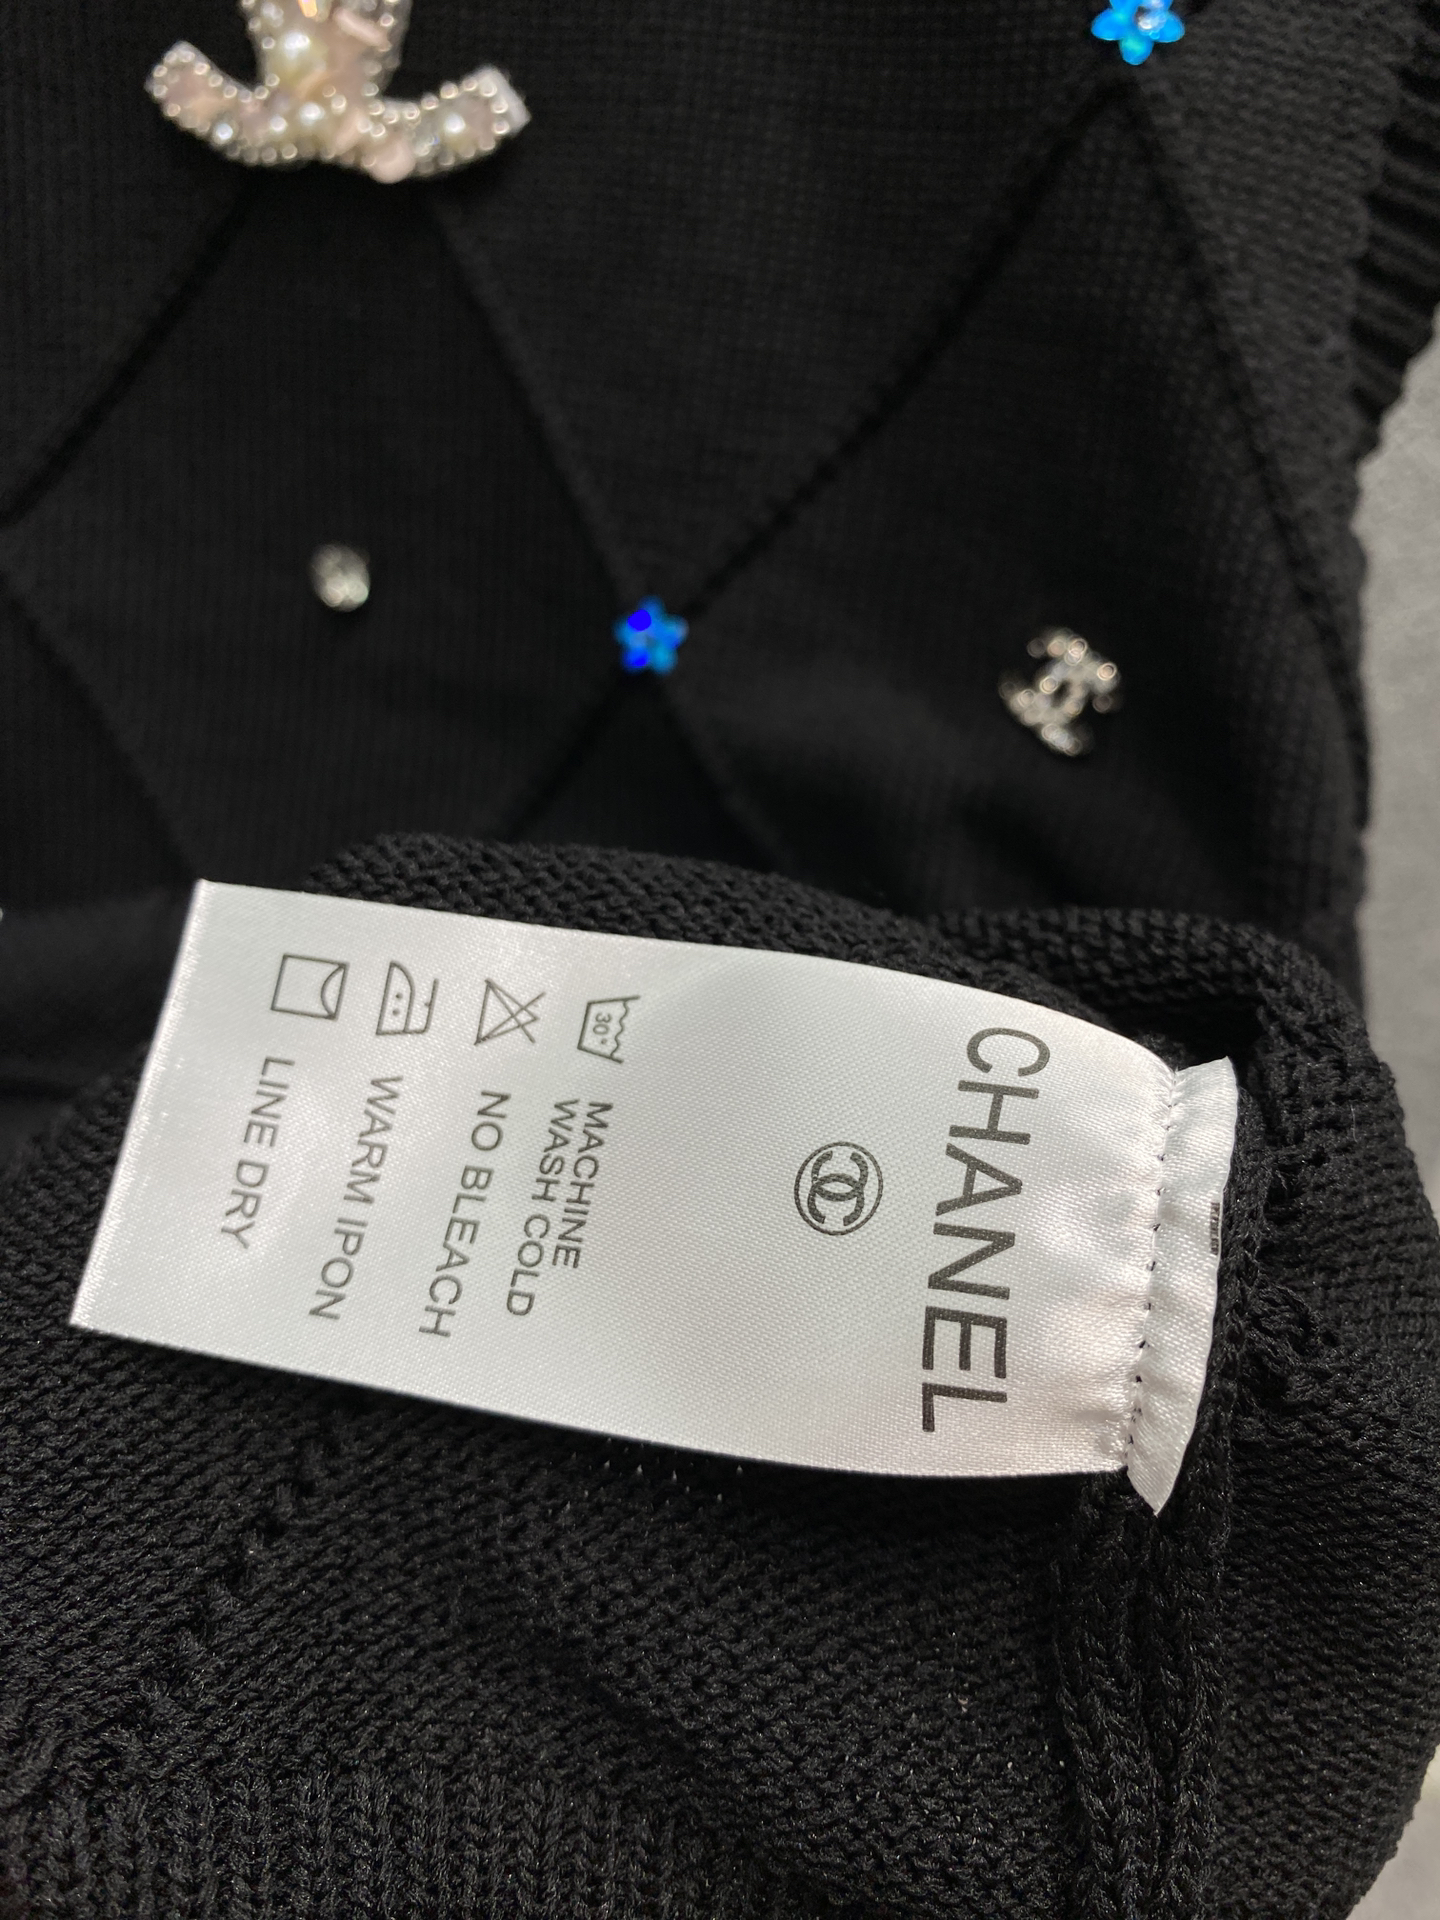 CHANEL
30°
MACHINE
WASH COLD
NO BLEACH
WARM IPON
LINE DRY